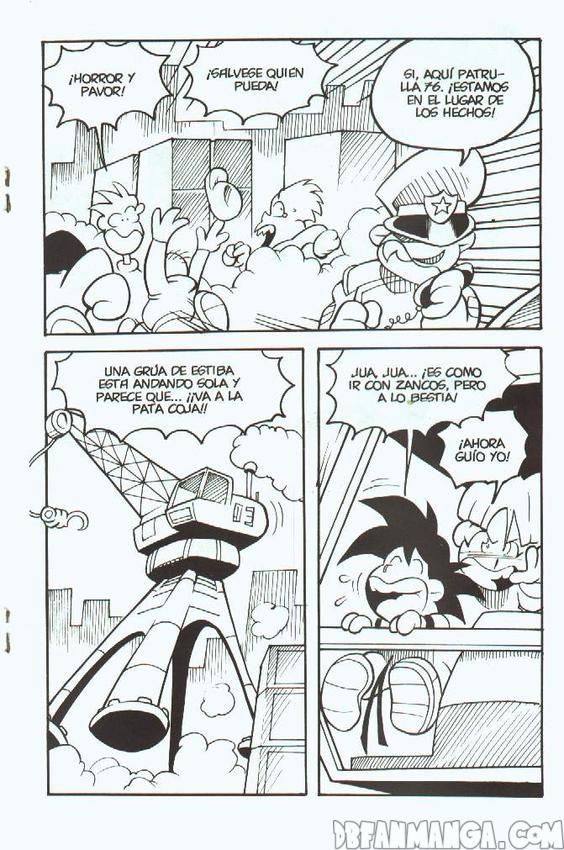 ¡HORROR Y
PAVOR!
¡SÁLVESE QUIEN
PUEDA!
SI, AQUÍ PATRU-
LLA 76. ¡ESTAMOS
EN EL LUGAR DE
LOS HECHOS!
UNA GRÚA DE ESTIBA
ESTÁ ANDANDO SOLA Y
PARECE QUE... ¡¡VA A LA
PATA COJA!!
JUA, JUA... ¡ES COMO
IR CON ZANCOS, PERO
A LO BESTIA!
¡AHORA
GUÍO YO!
DBFANMANGA.COM